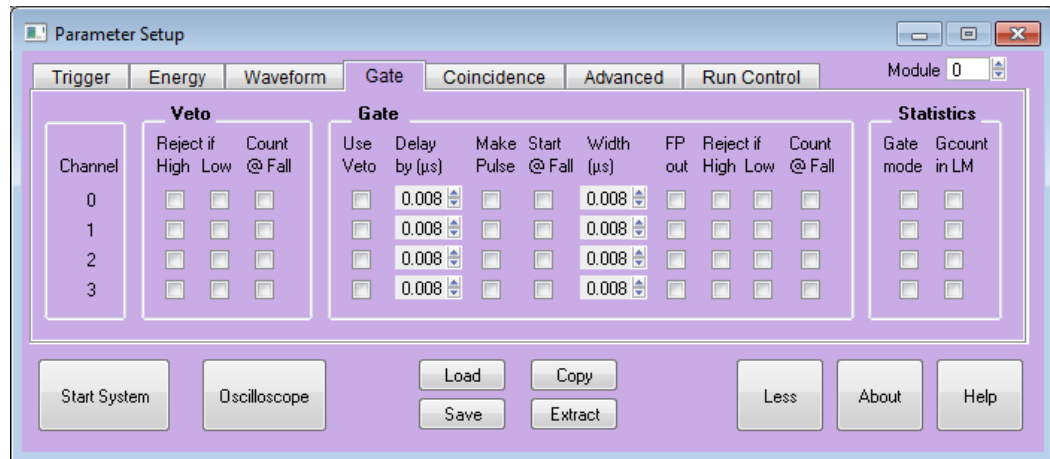 Parameter Setup
Trigger Energy Waveform Gate Coincidence Advanced Run Control Module 0
Veto Gate Statistics
Reject if Count Use Delay Make Start Width FP Reject if Count Gate Gcount
Channel High Low @ Fall Veto by (µs) Pulse @ Fall (µs) out High Low @ Fall mode in LM
0 0.008 0.008
1 0.008 0.008
2 0.008 0.008
3 0.008 0.008
Start System Oscilloscope Load Copy Less About Help
Save Extract